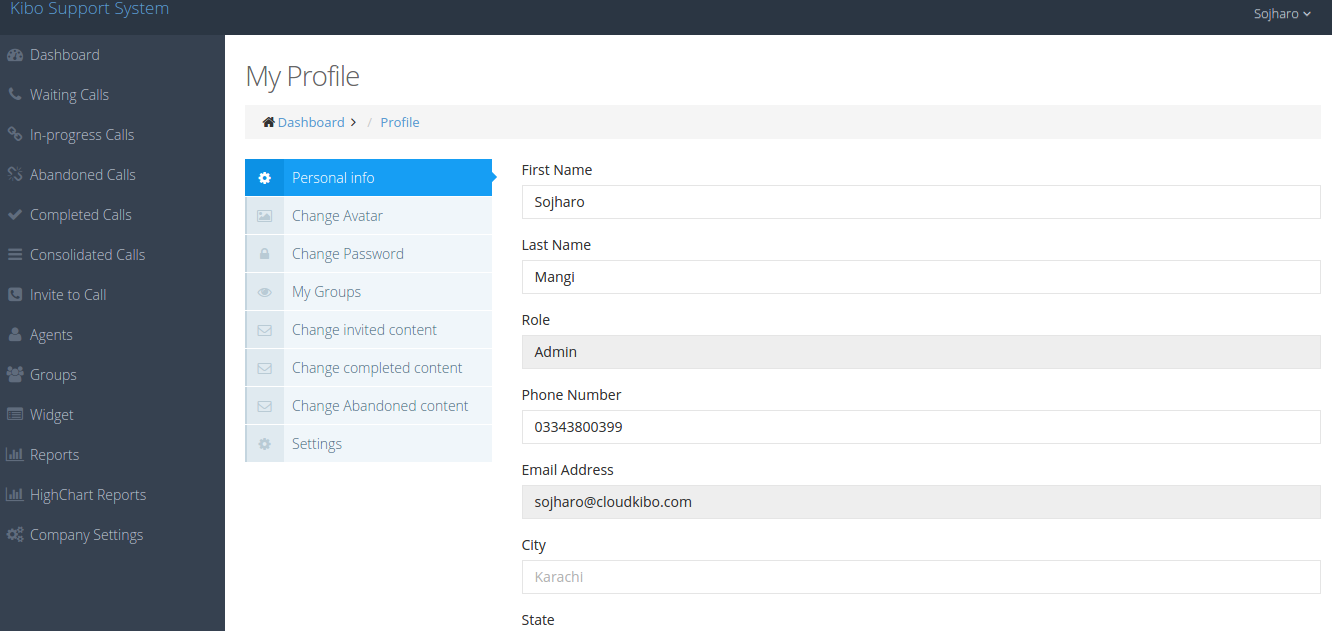 Kibo Support System
Sojharo
Dashboard
Waiting Calls
In-progress Calls
Abandoned Calls
Completed Calls
Consolidated Calls
Invite to Call
Agents
Groups
Widget
Reports
HighChart Reports
Company Settings
My Profile
Dashboard > / Profile
Personal info
Change Avatar
Change Password
My Groups
Change invited content
Change completed content
Change Abandoned content
Settings
First Name
Sojharo
Last Name
Mangi
Role
Admin
Phone Number
03343800399
Email Address
sojharo@cloudkibo.com
City
Karachi
State